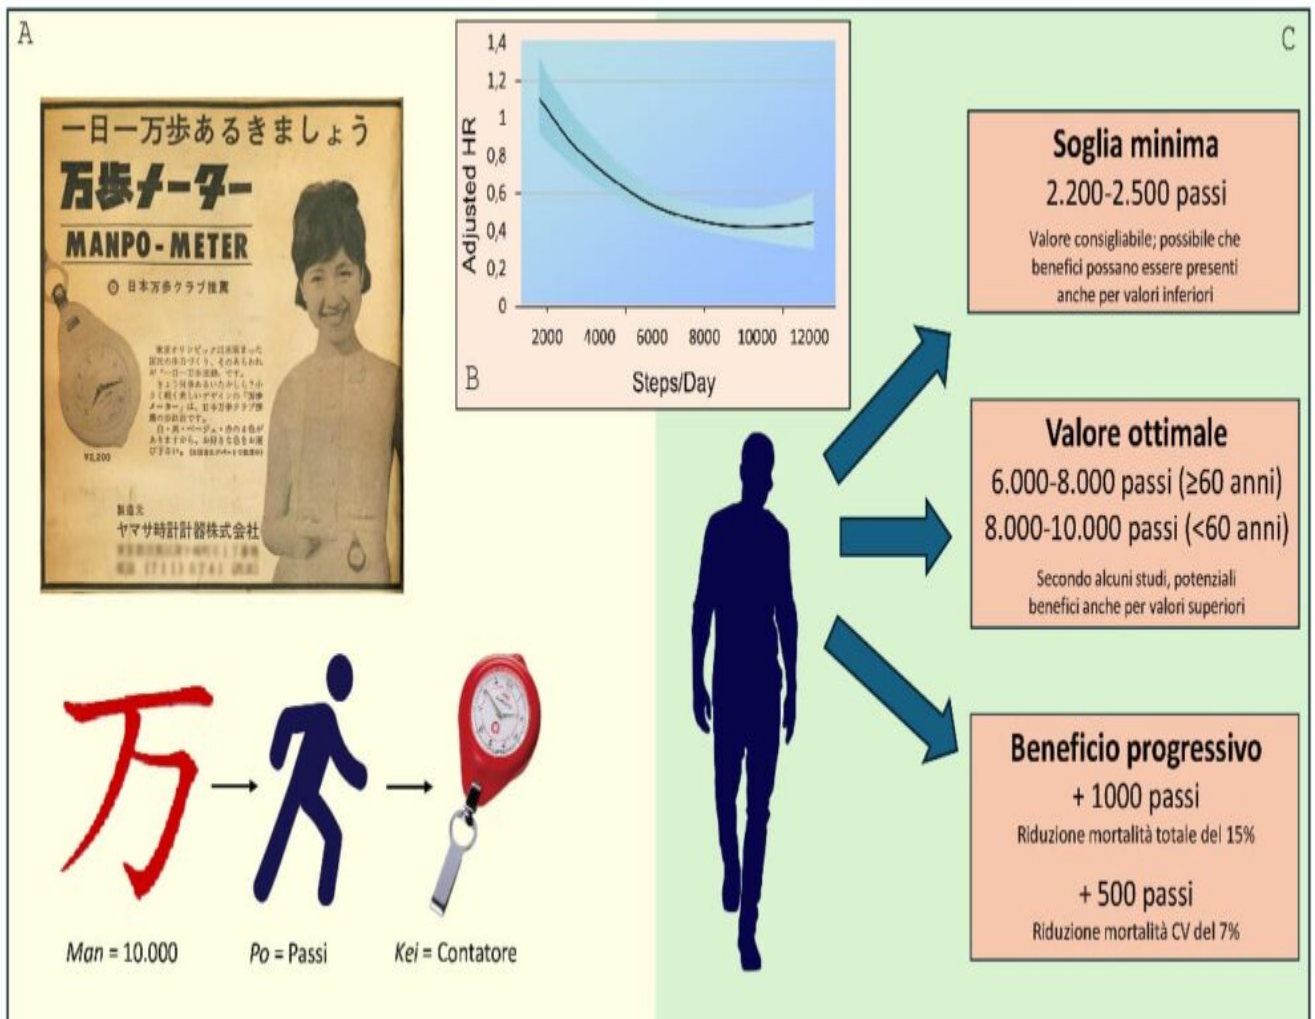 A
一日一万歩あるきましょう
万歩メーター
MANPO-METER
日本万歩クラブ推薦
¥2,200
製造元
ヤマサ時計計器株式会社
万
Man = 10.000
Po = Passi
Kei = Contatore
1,4
1,2
1
0,8
0,6
0,4
0,2
0
Adjusted HR
2000 4000 6000 8000 10000 12000
Steps/Day
B
C
Soglia minima
2.200-2.500 passi
Valore consigliabile; possibile che
benefici possano essere presenti
anche per valori inferiori
Valore ottimale
6.000-8.000 passi (≥60 anni)
8.000-10.000 passi (<60 anni)
Secondo alcuni studi, potenziali
benefici anche per valori superiori
Beneficio progressivo
+ 1000 passi
Riduzione mortalità totale del 15%
+ 500 passi
Riduzione mortalità CV del 7%